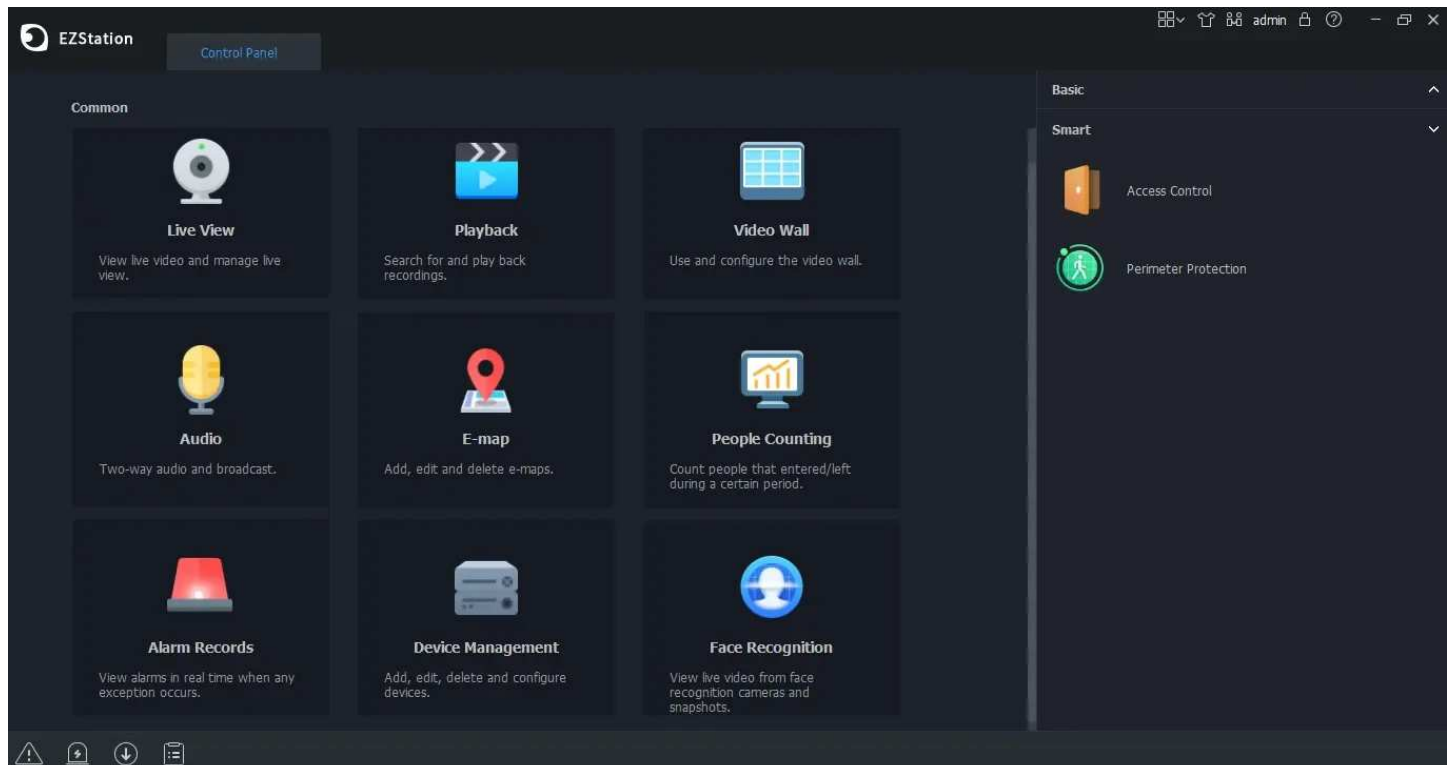 EZStation
Control Panel
admin
Common
Live View
View live video and manage live
view.
Playback
Search for and play back
recordings.
Video Wall
Use and configure the video wall.
Audio
Two-way audio and broadcast.
E-map
Add, edit and delete e-maps.
People Counting
Count people that entered/left
during a certain period.
Alarm Records
View alarms in real time when any
exception occurs.
Device Management
Add, edit, delete and configure
devices.
Face Recognition
View live video from face
recognition cameras and
snapshots.
Basic
Smart
Access Control
Perimeter Protection